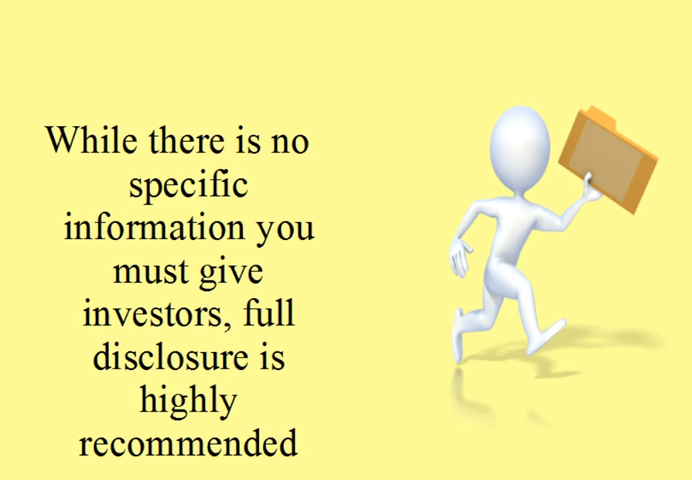 While there is no
specific
information you
must give
investors, full
disclosure is
highly
recommended